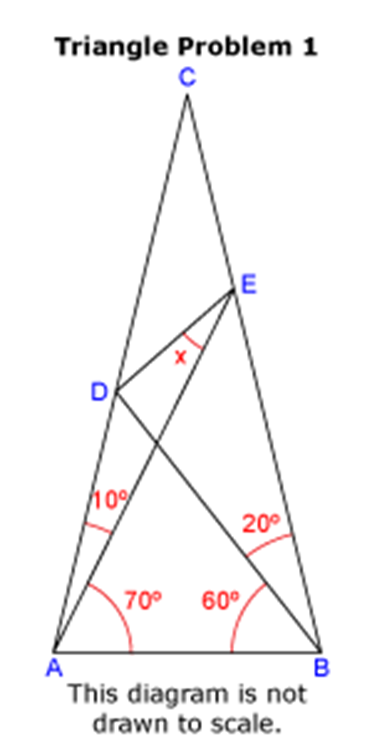 Triangle Problem 1
C
E
x
D
10º
20º
70º
60º
A
B
This diagram is not
drawn to scale.